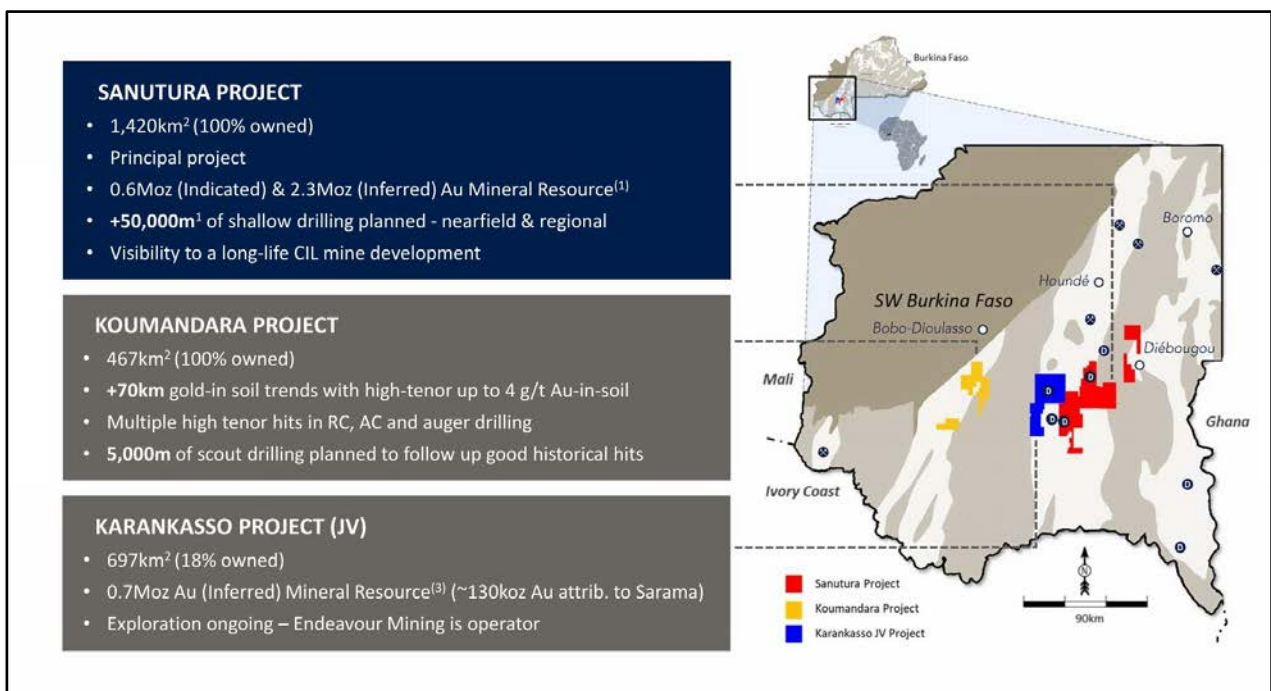 SANUTURA PROJECT
• 1,420km² (100% owned)
• Principal project
• 0.6Moz (Indicated) & 2.3Moz (Inferred) Au Mineral Resource⁽¹⁾
• +50,000m¹ of shallow drilling planned - nearfield & regional
• Visibility to a long-life CIL mine development
KOUMANDARA PROJECT
• 467km² (100% owned)
• +70km gold-in soil trends with high-tenor up to 4 g/t Au-in-soil
• Multiple high tenor hits in RC, AC and auger drilling
• 5,000m of scout drilling planned to follow up good historical hits
KARANKASSO PROJECT (JV)
• 697km² (18% owned)
• 0.7Moz Au (Inferred) Mineral Resource⁽³⁾ (~130koz Au attrib. to Sarama)
• Exploration ongoing – Endeavour Mining is operator
Burkina Faso
Boromo
Houndé
SW Burkina Faso
Bobo-Dioulasso
Diébougou
Mali
D
D
D
D
Ghana
Ivory Coast
D
D
D
N
90km
Sanutura Project
Koumandara Project
Karankasso JV Project